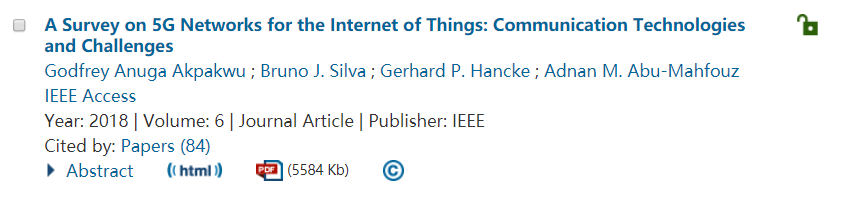 A Survey on 5G Networks for the Internet of Things: Communication Technologies
and Challenges
Godfrey Anuga Akpakwu ; Bruno J. Silva ; Gerhard P. Hancke ; Adnan M. Abu-Mahfouz
IEEE Access
Year: 2018 | Volume: 6 | Journal Article | Publisher: IEEE
Cited by: Papers (84)
Abstract ((html)) PDF (5584 Kb) ©